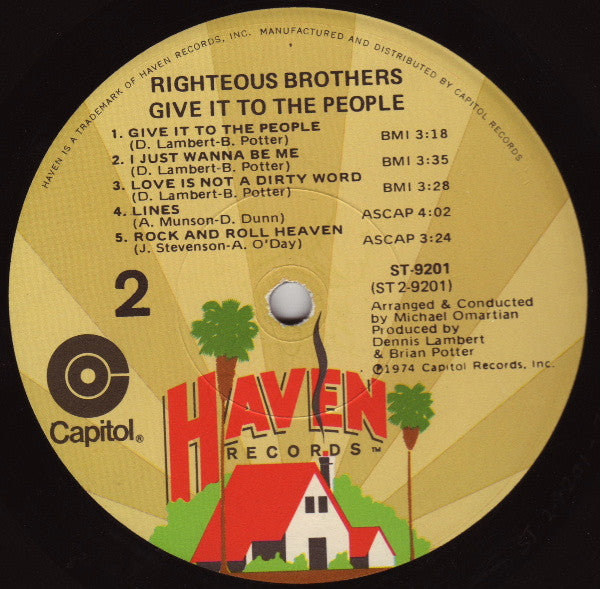 HAVEN IS A TRADEMARK OF HAVEN RECORDS, INC. MANUFACTURED AND DISTRIBUTED BY CAPITOL RECORDS
RIGHTEOUS BROTHERS
GIVE IT TO THE PEOPLE
1. GIVE IT TO THE PEOPLE
(D. Lambert-B. Potter) BMI 3:18
2. I JUST WANNA BE ME
(D. Lambert-B. Potter) BMI 3:35
3. LOVE IS NOT A DIRTY WORD
(D. Lambert-B. Potter) BMI 3:28
4. LINES
(A. Munson-D. Dunn) ASCAP 4:02
5. ROCK AND ROLL HEAVEN
(J. Stevenson-A. O'Day) ASCAP 3:24
2
ST-9201
(ST 2-9201)
Arranged & Conducted
by Michael Omartian
Produced by
Dennis Lambert
& Brian Potter
℗1974 Capitol Records, Inc.
Capitol®
HAVEN
RECORDS™
ST-2-9201